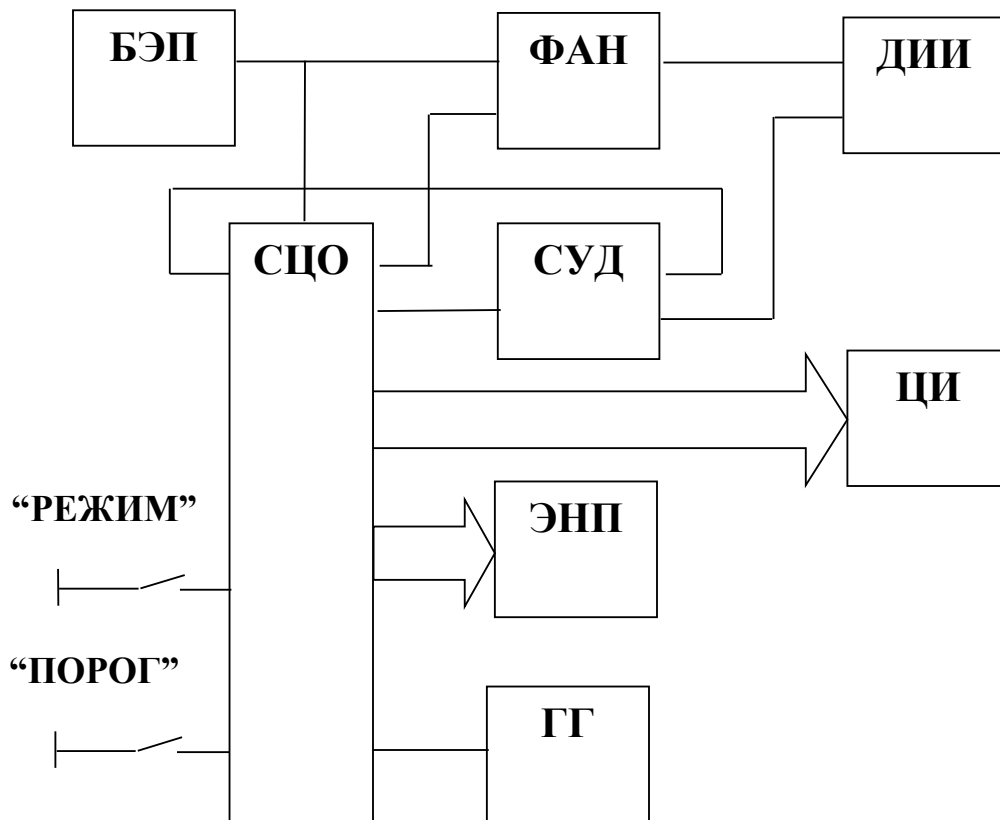 БЭП
ФАН
ДИИ
СЦО
СУД
ЦИ
“РЕЖИМ”
ЭНП
“ПОРОГ”
ГГ